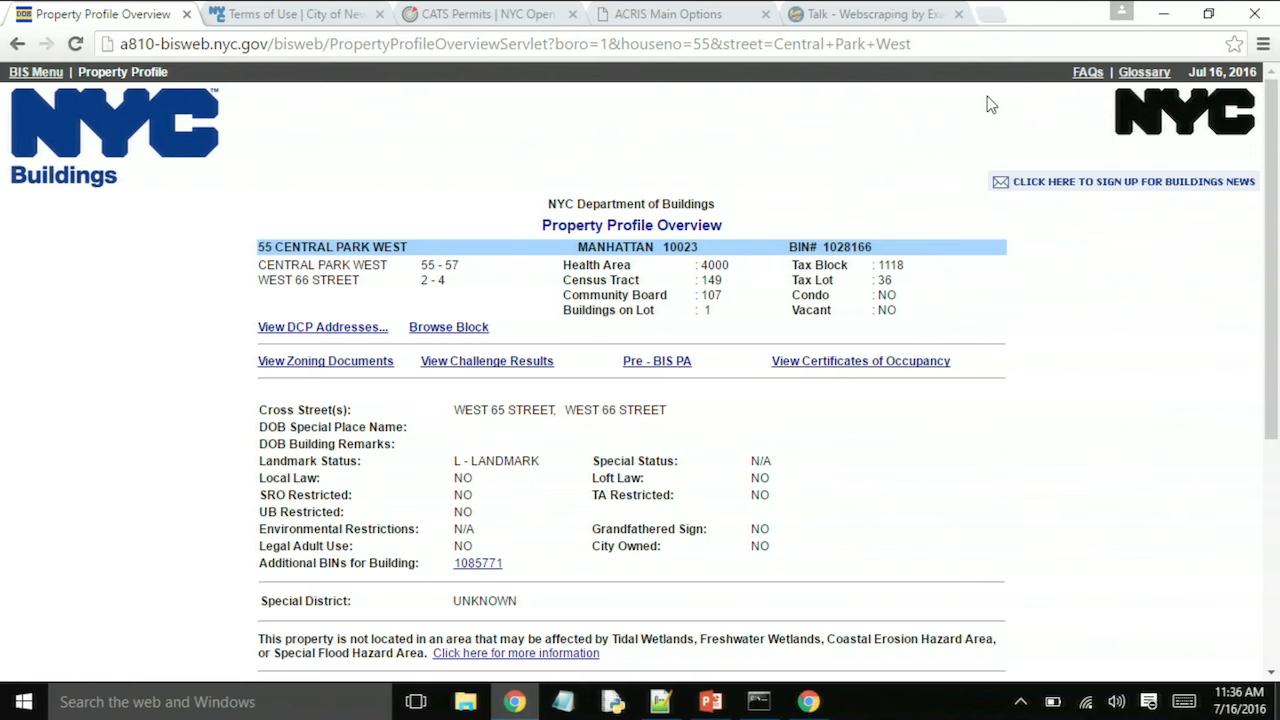 Property Profile Overview
Terms of Use | City of New
CATS Permits | NYC Open
ACRIS Main Options
Talk - Webscraping by Exa
a810-bisweb.nyc.gov/bisweb/PropertyProfileOverviewServlet?boro=1&houseno=55&street=Central+Park+West
BIS Menu | Property Profile
FAQs | Glossary Jul 16, 2016
NYC™
Buildings
NYC
CLICK HERE TO SIGN UP FOR BUILDINGS NEWS
NYC Department of Buildings
Property Profile Overview
55 CENTRAL PARK WEST MANHATTAN 10023 BIN# 1028166
CENTRAL PARK WEST 55 - 57 Health Area : 4000 Tax Block : 1118
WEST 66 STREET 2 - 4 Census Tract : 149 Tax Lot : 36
Community Board : 107 Condo : NO
Buildings on Lot : 1 Vacant : NO
View DCP Addresses... Browse Block
View Zoning Documents View Challenge Results Pre - BIS PA View Certificates of Occupancy
Cross Street(s): WEST 65 STREET, WEST 66 STREET
DOB Special Place Name:
DOB Building Remarks:
Landmark Status: L - LANDMARK Special Status: N/A
Local Law: NO Loft Law: NO
SRO Restricted: NO TA Restricted: NO
UB Restricted: NO
Environmental Restrictions: N/A Grandfathered Sign: NO
Legal Adult Use: NO City Owned: NO
Additional BINs for Building: 1085771
Special District: UNKNOWN
This property is not located in an area that may be affected by Tidal Wetlands, Freshwater Wetlands, Coastal Erosion Hazard Area,
or Special Flood Hazard Area. Click here for more information
Search the web and Windows
11:36 AM
7/16/2016